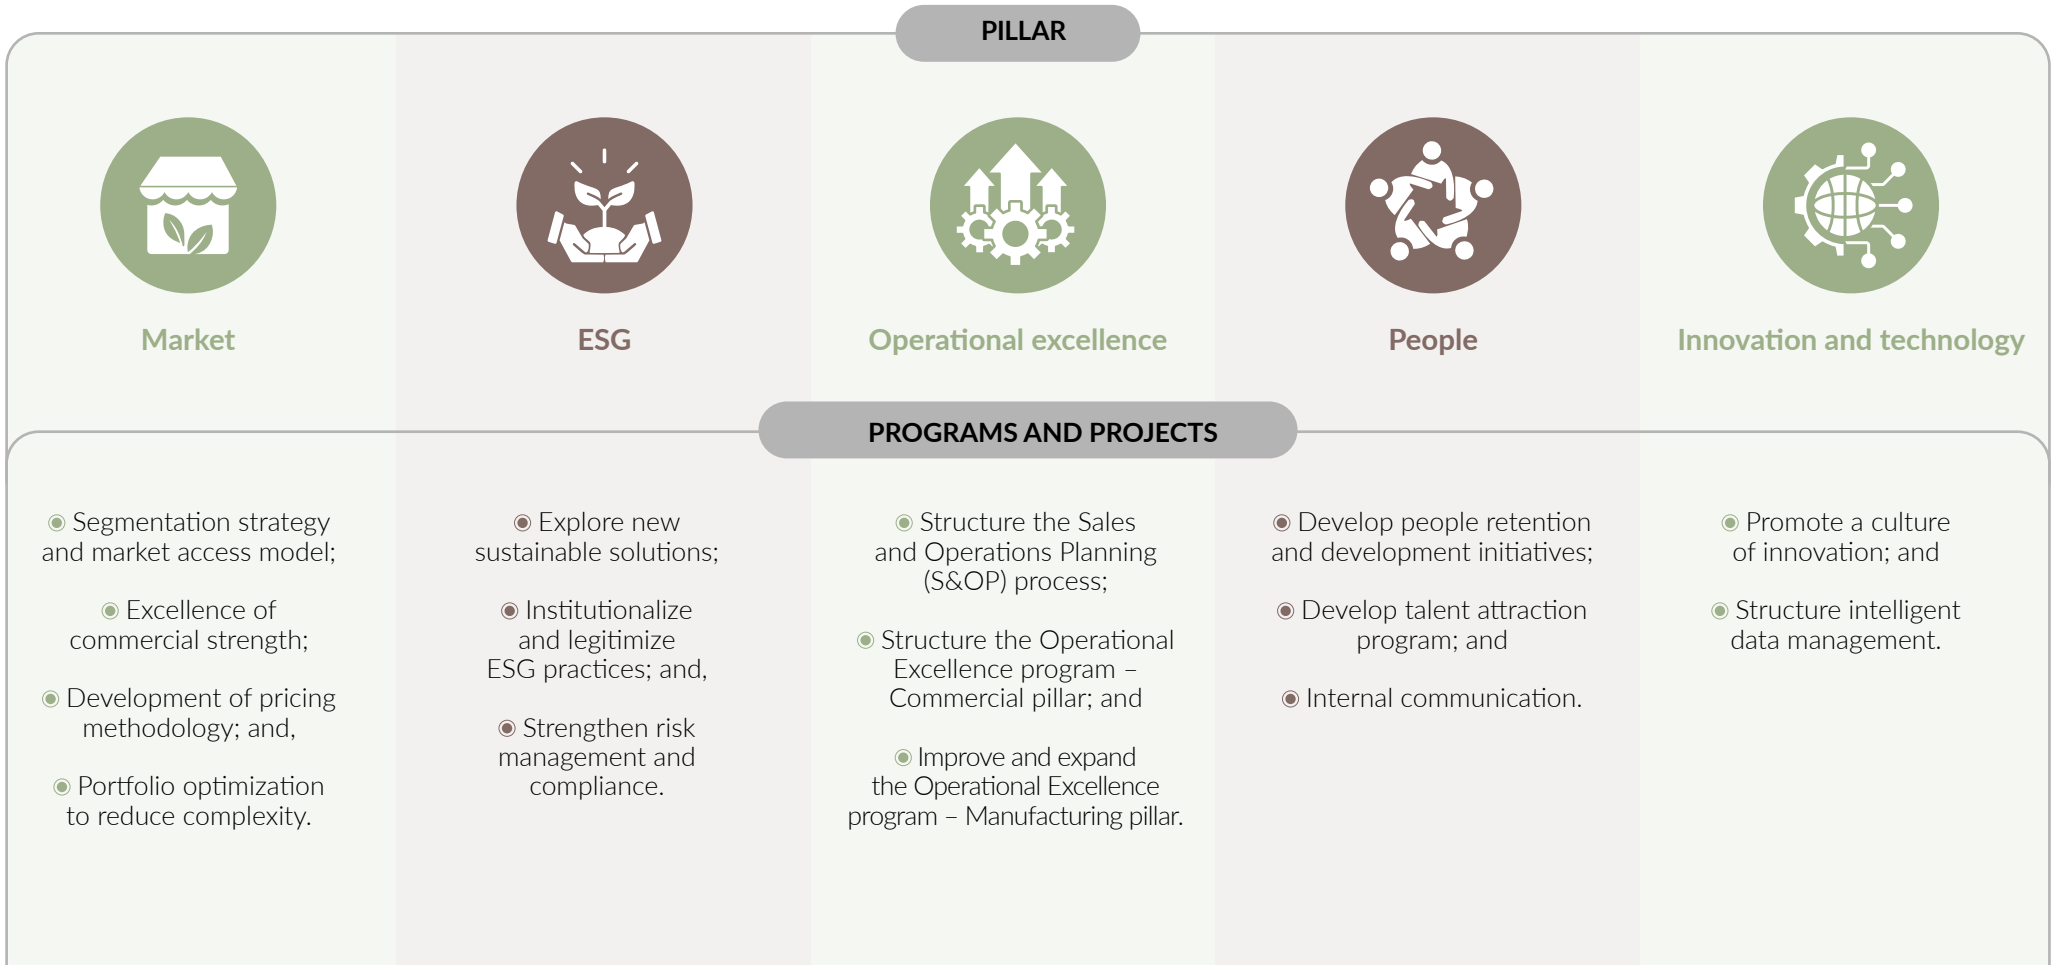 PILLAR
Market
ESG
Operational excellence
People
Innovation and technology
PROGRAMS AND PROJECTS
Segmentation strategy
and market access model;
Excellence of
commercial strength;
Development of pricing
methodology; and,
Portfolio optimization
to reduce complexity.
Explore new
sustainable solutions;
Institutionalize
and legitimize
ESG practices; and,
Strengthen risk
management and
compliance.
Structure the Sales
and Operations Planning
(S&OP) process;
Structure the Operational
Excellence program –
Commercial pillar; and
Improve and expand
the Operational Excellence
program – Manufacturing pillar.
Develop people retention
and development initiatives;
Develop talent attraction
program; and
Internal communication.
Promote a culture
of innovation; and
Structure intelligent
data management.